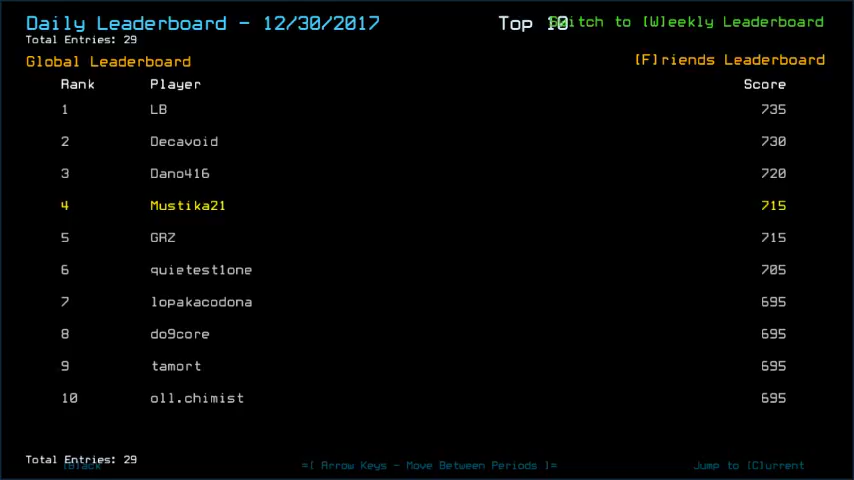 Daily Leaderboard - 12/30/2017 Top 10 Switch to [W]eekly Leaderboard
Total Entries: 29
Global Leaderboard [F]riends Leaderboard
Rank Player Score
1 LB 735
2 Decavoid 730
3 Dano416 720
4 Mustika21 715
5 GRZ 715
6 quietest1one 705
7 lopakacodona 695
8 do9core 695
9 tamort 695
10 oll.chimist 695
Total Entries: 29
[B]ack =[ Arrow Keys - Move Between Periods ]= Jump to [C]urrent